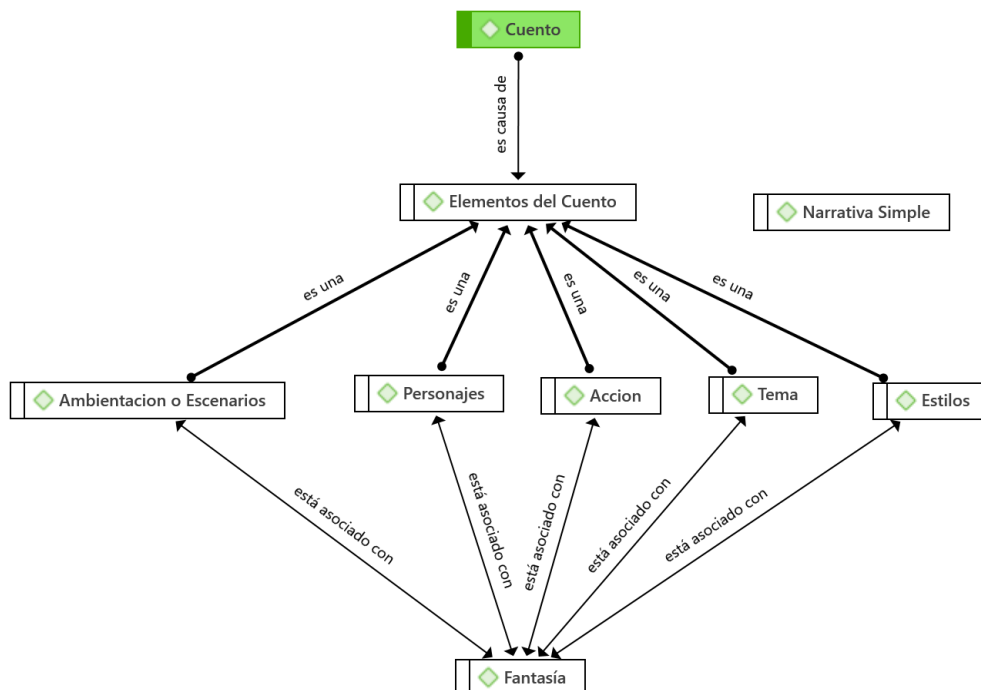 Cuento
es causa de
Elementos del Cuento
Narrativa Simple
es una
es una
es una
es una
es una
Ambientacion o Escenarios
Personajes
Accion
Tema
Estilos
está asociado con
está asociado con
está asociado con
está asociado con
está asociado con
Fantasía